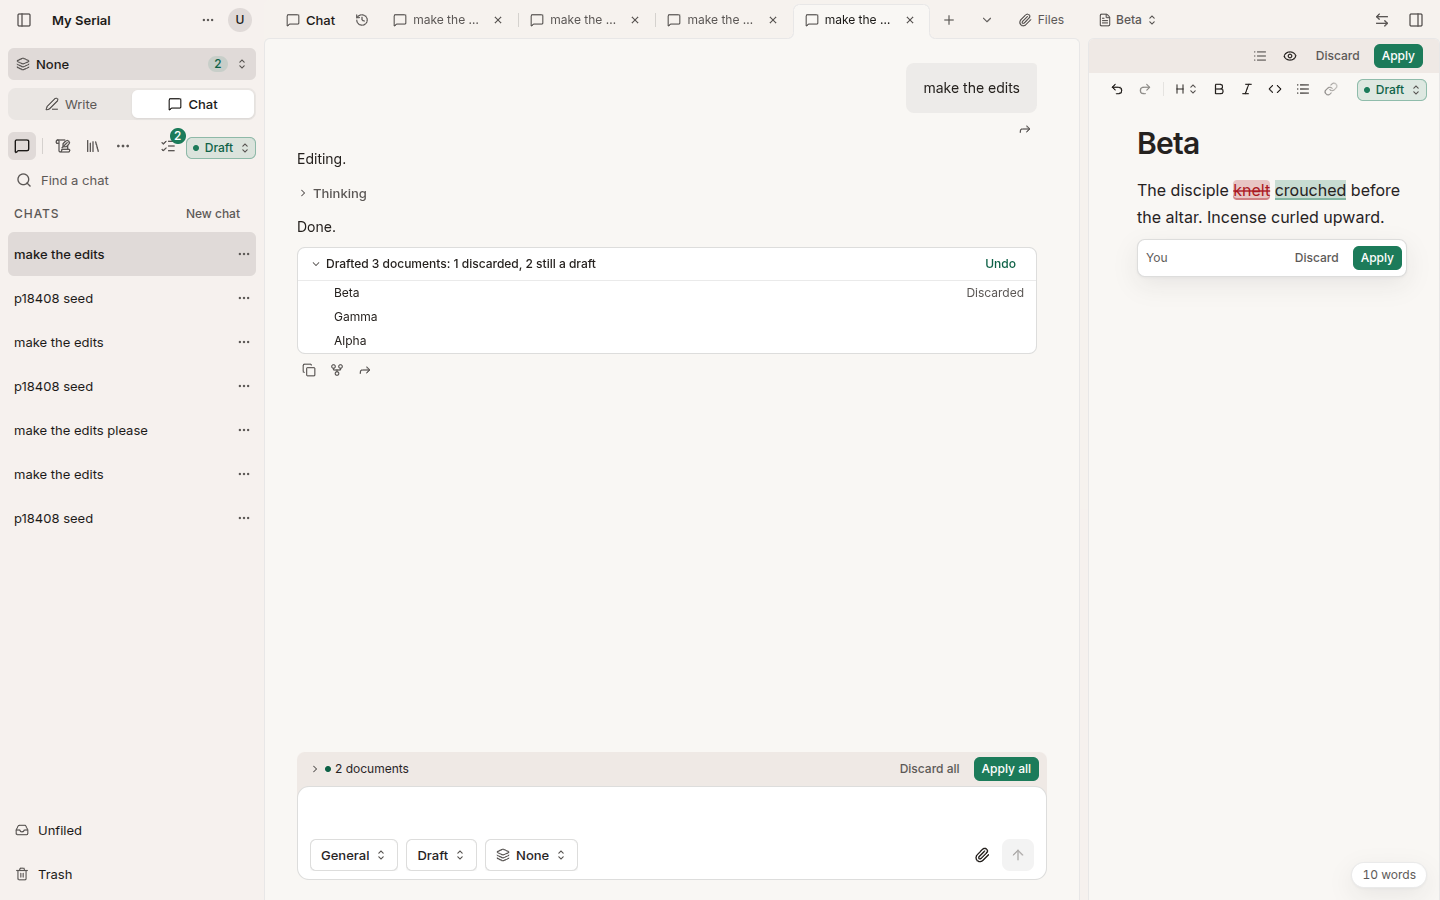 My Serial
U
None
2
Write
Chat
2
Draft
Find a chat
CHATS
New chat
make the edits
p18408 seed
make the edits
p18408 seed
make the edits please
make the edits
p18408 seed
Unfiled
Trash
Chat
make the ...
make the ...
make the ...
make the ...
Files
make the edits
Editing.
Thinking
Done.
Drafted 3 documents: 1 discarded, 2 still a draft
Undo
Beta
Discarded
Gamma
Alpha
2 documents
Discard all
Apply all
General
Draft
None
Beta
Discard
Apply
H
B
I
Draft
Beta
The disciple knelt crouched before
the altar. Incense curled upward.
You
Discard
Apply
10 words